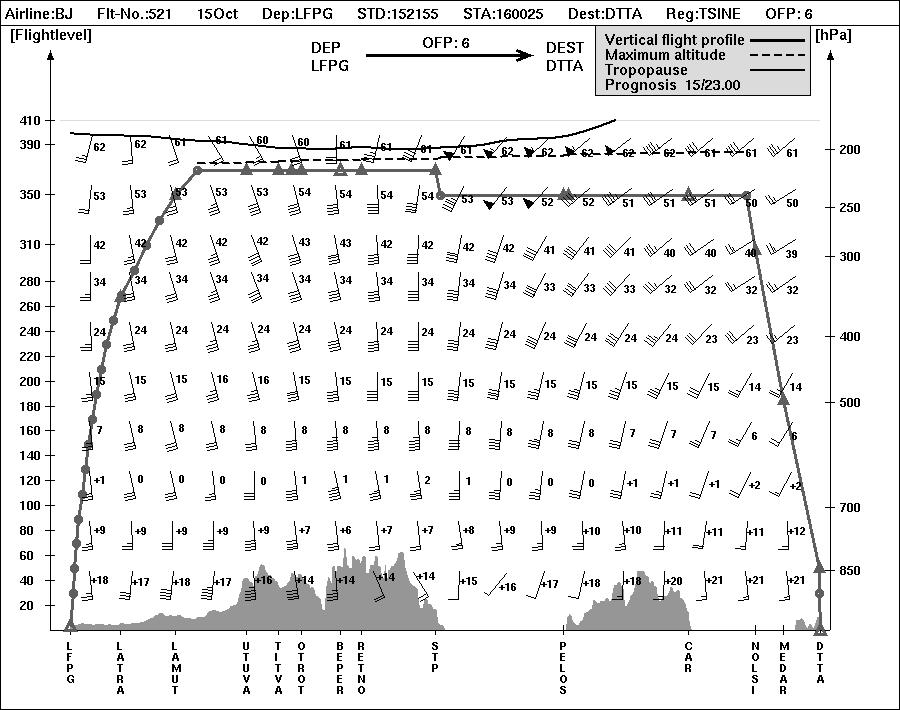 Airline:BJ Flt-No.:521 15Oct Dep:LFPG STD:152155 STA:160025 Dest:DTTA Reg:TSINE OFP: 6
[Flightlevel] DEP OFP: 6 DEST [hPa]
LFPG DTTA
Vertical flight profile
Maximum altitude
Tropopause
Prognosis 15/23.00
410
390 62 62 61 61 60 60 61 61 61 61 62 62 62 62 62 61 61 61 200
350 53 53 53 53 53 54 54 54 54 53 53 52 52 51 51 51 50 50 250
310 42 42 42 42 42 43 43 42 42 42 42 41 41 41 40 40 40 39 300
280 34 34 34 34 34 34 34 34 34 34 34 33 33 33 32 32 32 32
260
240 24 24 24 24 24 24 24 24 24 24 24 24 24 24 24 23 23 23 400
220
200 15 15 15 16 16 15 15 15 15 15 15 15 15 15 15 15 14 14
180 500
160 7 8 8 8 8 8 8 8 8 8 8 8 8 7 7 7 6 6
140
120 +1 0 0 0 0 1 1 1 2 1 0 0 0 +1 +1 +1 +2 +2
100 700
80 +9 +9 +9 +9 +9 +7 +6 +7 +7 +8 +9 +9 +10 +10 +11 +11 +11 +12
60
40 +18 +17 +18 +17 +16 +14 +14 +14 +14 +15 +16 +17 +18 +18 +20 +21 +21 +21 850
20
LFPG LATRA LAMUT UTUVA TITVA OTROT BEPER RETNO STP PELOS CAR NOLSI MEDAR DTTA